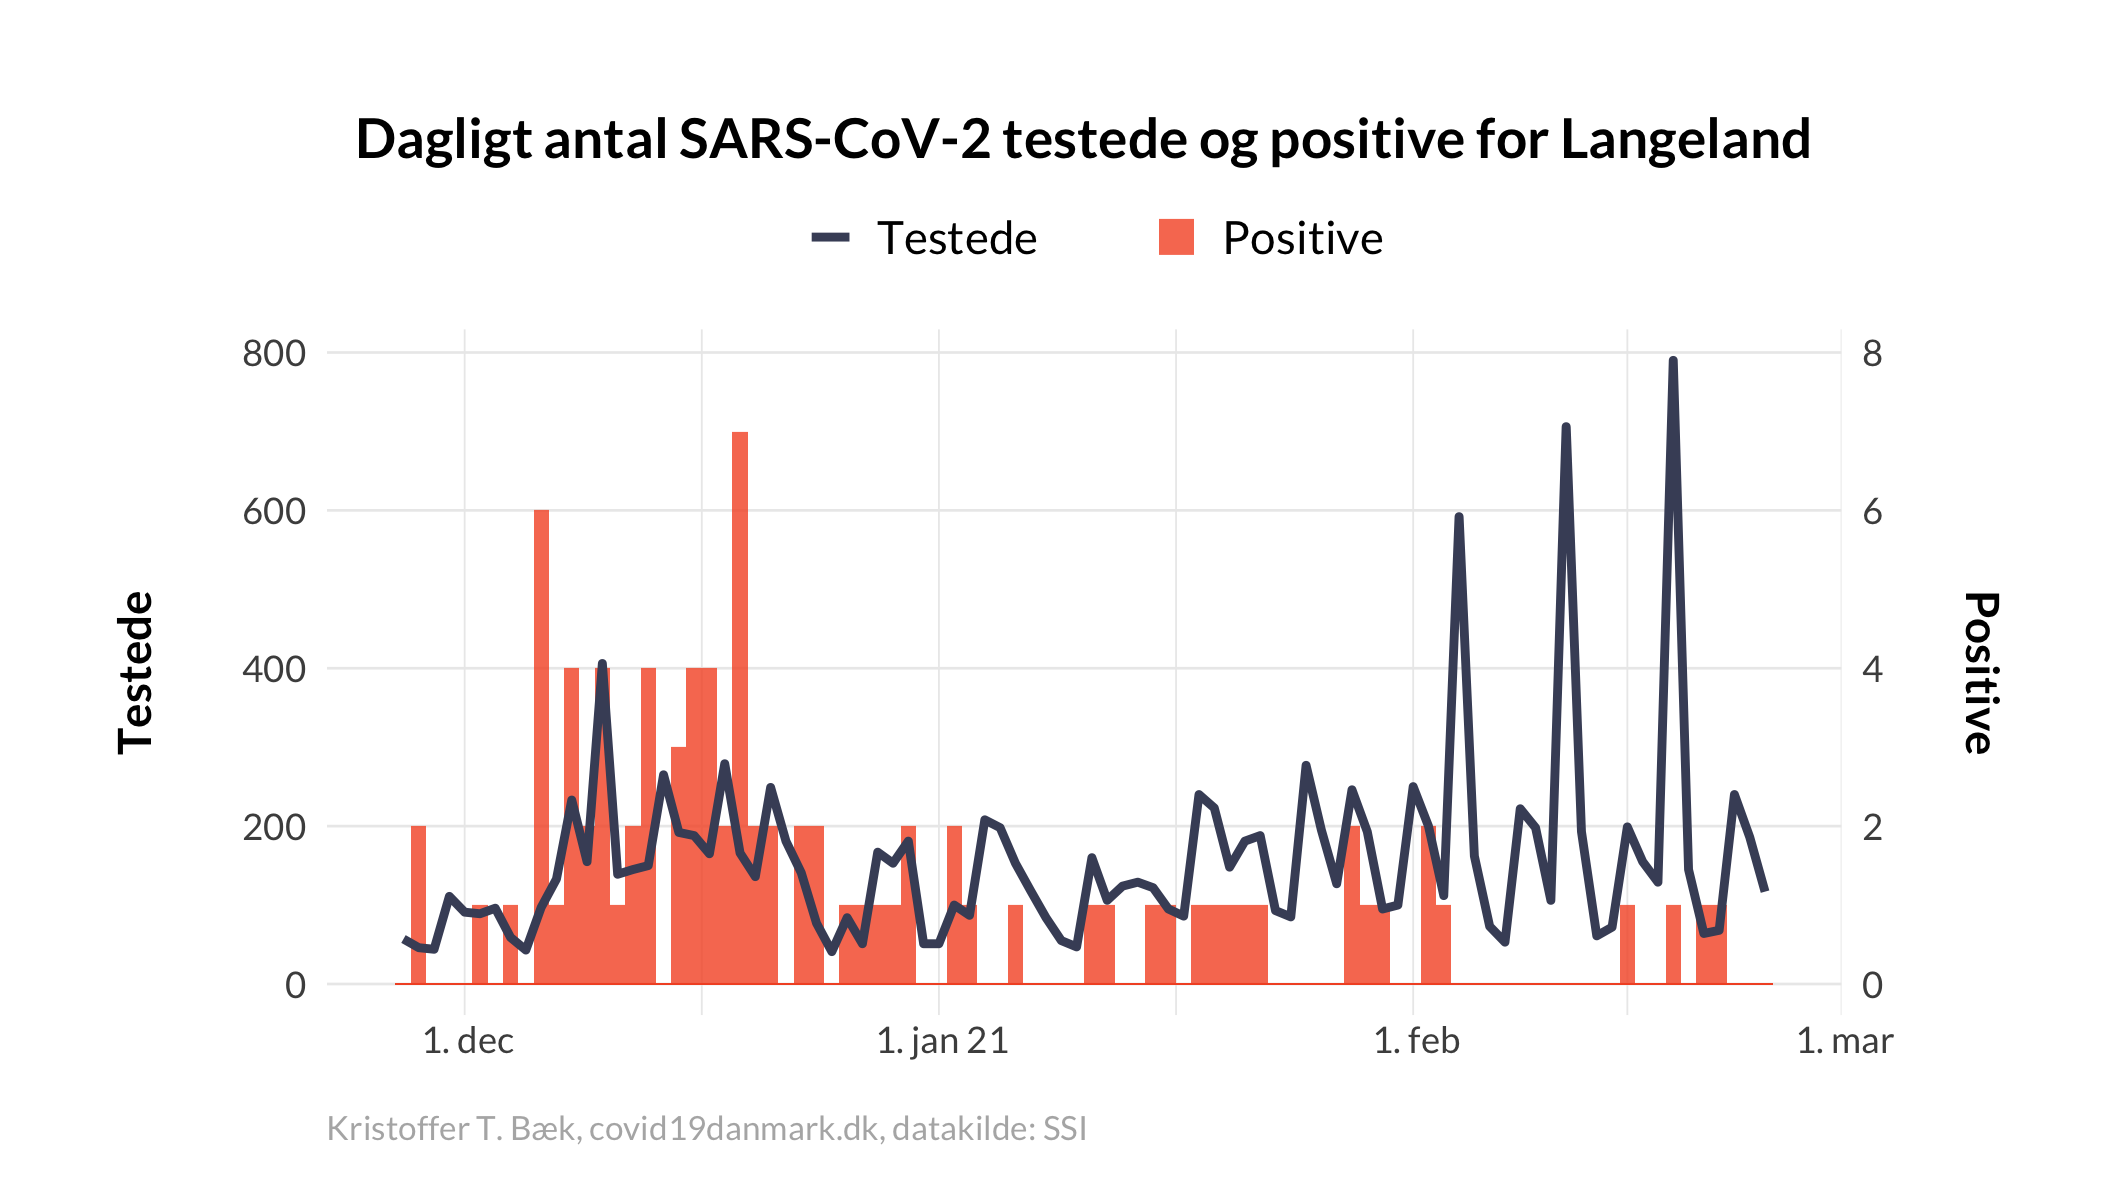 Dagligt antal SARS-CoV-2 testede og positive for Langeland
Testede
Positive
800
600
400
200
0
Testede
8
6
4
2
0
Positive
1. dec
1. jan 21
1. feb
1. mar
Kristoffer T. Bæk, covid19danmark.dk, datakilde: SSI